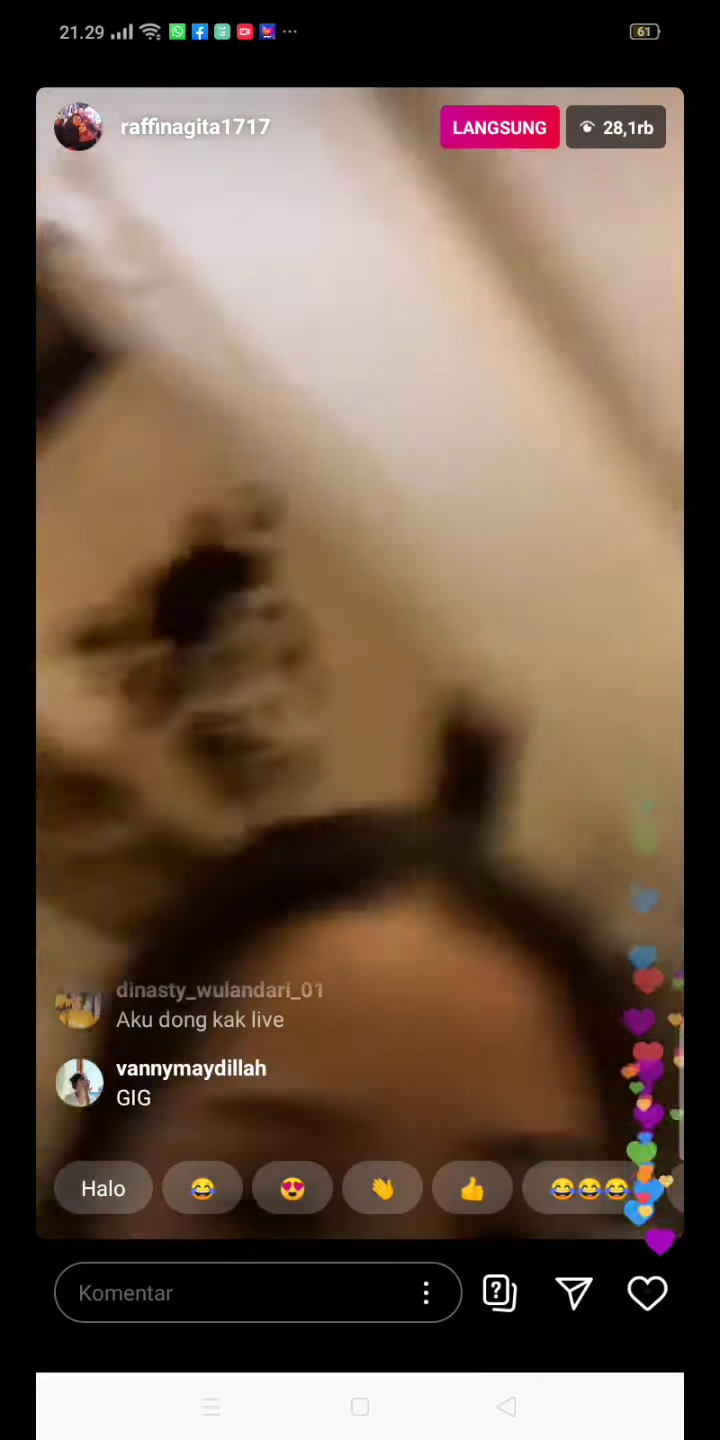 21.29
61
raffinagita1717
LANGSUNG
28,1rb
dinasty_wulandari_01
Aku dong kak live
vannymaydillah
GIG
Halo 😂 😍 👋 👍 😂😂😂
Komentar